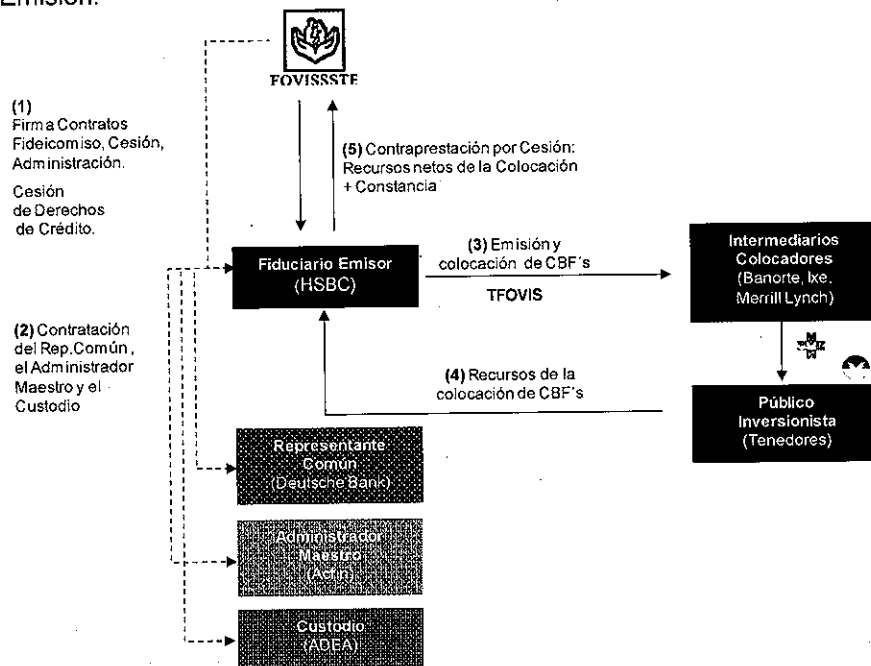 Emisión.
FOVISSSTE
(1)
Firma Contratos
Fideicomiso, Cesión,
Administración.
Cesión
de Derechos
de Crédito.
(5) Contraprestación por Cesión:
Recursos netos de la Colocación
+ Constancia
Fiduciario Emisor
(HSBC)
(3) Emisión y
colocación de CBF's
TFOVIS
Intermediarios
Colocadores
(Banorte, Ixe,
Merrill Lynch)
(2) Contratación
del Rep.Común,
el Administrador
Maestro y el
Custodio
(4) Recursos de la
colocación de CBF's
Público
Inversionista
(Tenedores)
Representante
Común
(Deutsche Bank)
Administrador
Maestro
(Acfin)
Custodio
(ADEA)